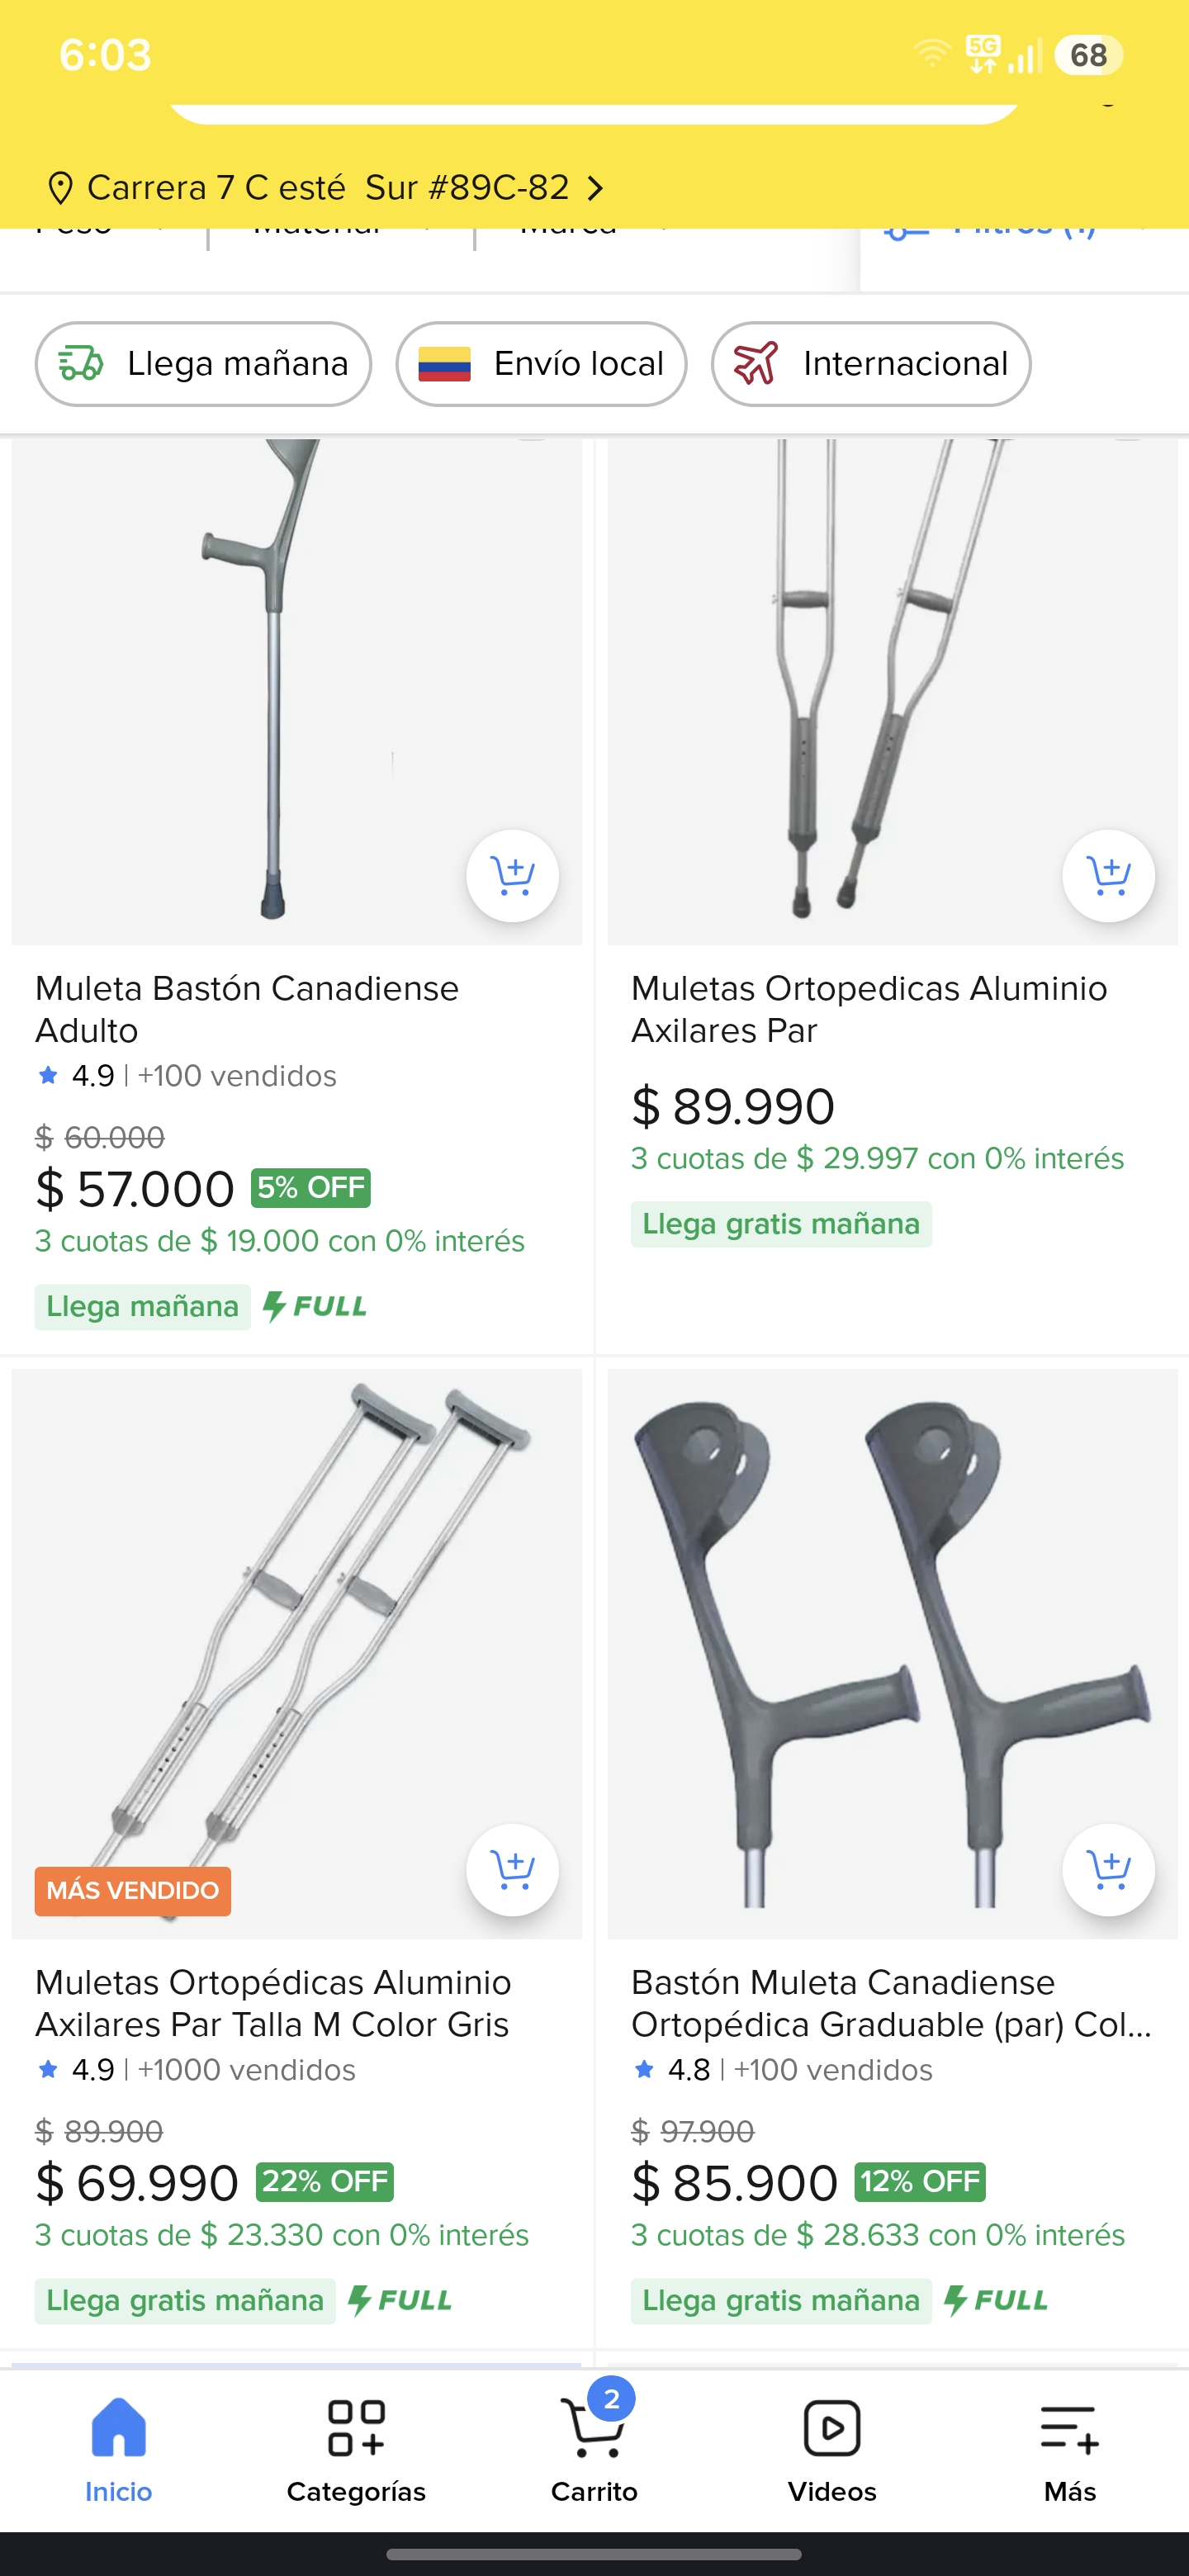 6:03
5G
68
Carrera 7 C esté Sur #89C-82
Peso
Material
Marca
Filtros (1)
Llega mañana
Envío local
Internacional
Muleta Bastón Canadiense
Adulto
4.9 | +100 vendidos
$ 60.000
$ 57.000 5% OFF
3 cuotas de $ 19.000 con 0% interés
Llega mañana FULL
Muletas Ortopedicas Aluminio
Axilares Par
$ 89.990
3 cuotas de $ 29.997 con 0% interés
Llega gratis mañana
MÁS VENDIDO
Muletas Ortopédicas Aluminio
Axilares Par Talla M Color Gris
4.9 | +1000 vendidos
$ 89.900
$ 69.990 22% OFF
3 cuotas de $ 23.330 con 0% interés
Llega gratis mañana FULL
Bastón Muleta Canadiense
Ortopédica Graduable (par) Col...
4.8 | +100 vendidos
$ 97.900
$ 85.900 12% OFF
3 cuotas de $ 28.633 con 0% interés
Llega gratis mañana FULL
2
Inicio
Categorías
Carrito
Videos
Más